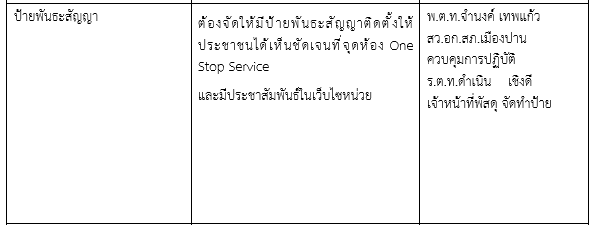 ป้ายพันธะสัญญา
ต้องจัดให้มีป้ายพันธะสัญญาติดตั้งให้
ประชาชนได้เห็นชัดเจนที่จุดห้อง One
Stop Service
และมีประชาสัมพันธ์ในเว็บไซหน่วย
พ.ต.ท.จำนงค์ เทพแก้ว
สว.อก.สภ.เมืองปาน
ควบคุมการปฏิบัติ
ร.ต.ท.ดำเนิน เชิงดี
เจ้าหน้าที่พัสดุ จัดทำป้าย